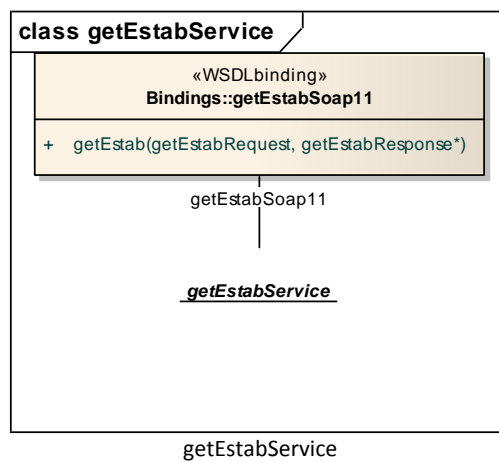 class getEstabService
«WSDLbinding»
Bindings::getEstabSoap11
+ getEstab(getEstabRequest, getEstabResponse*)
getEstabSoap11
getEstabService
getEstabService